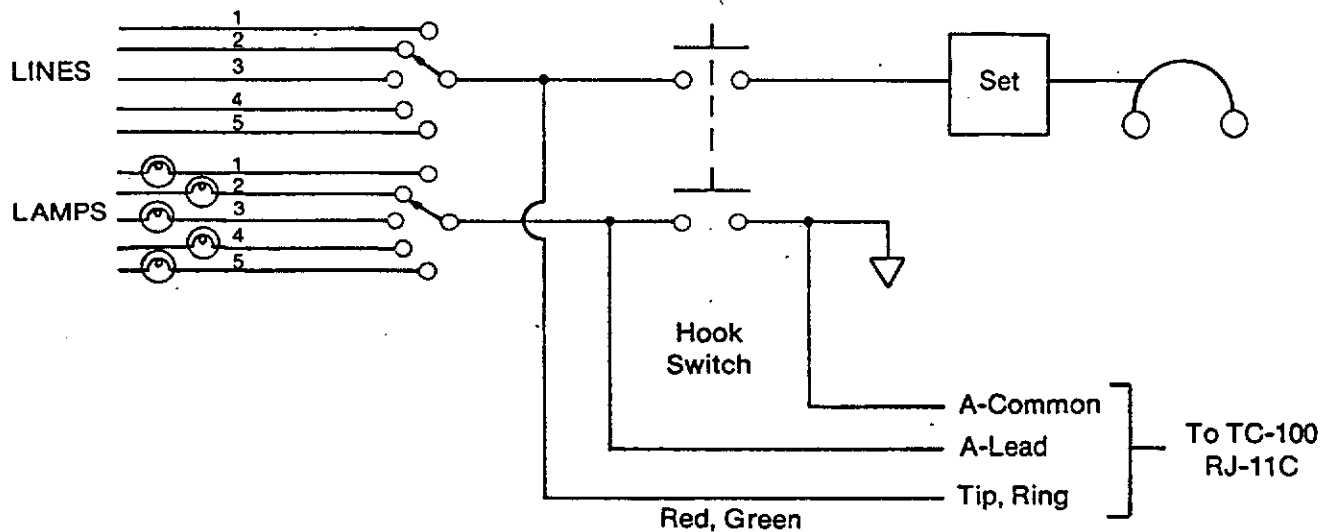 LINES
1
2
3
4
5
LAMPS
1
2
3
4
5
Set
Hook
Switch
A-Common
A-Lead
Tip, Ring
Red, Green
To TC-100
RJ-11C